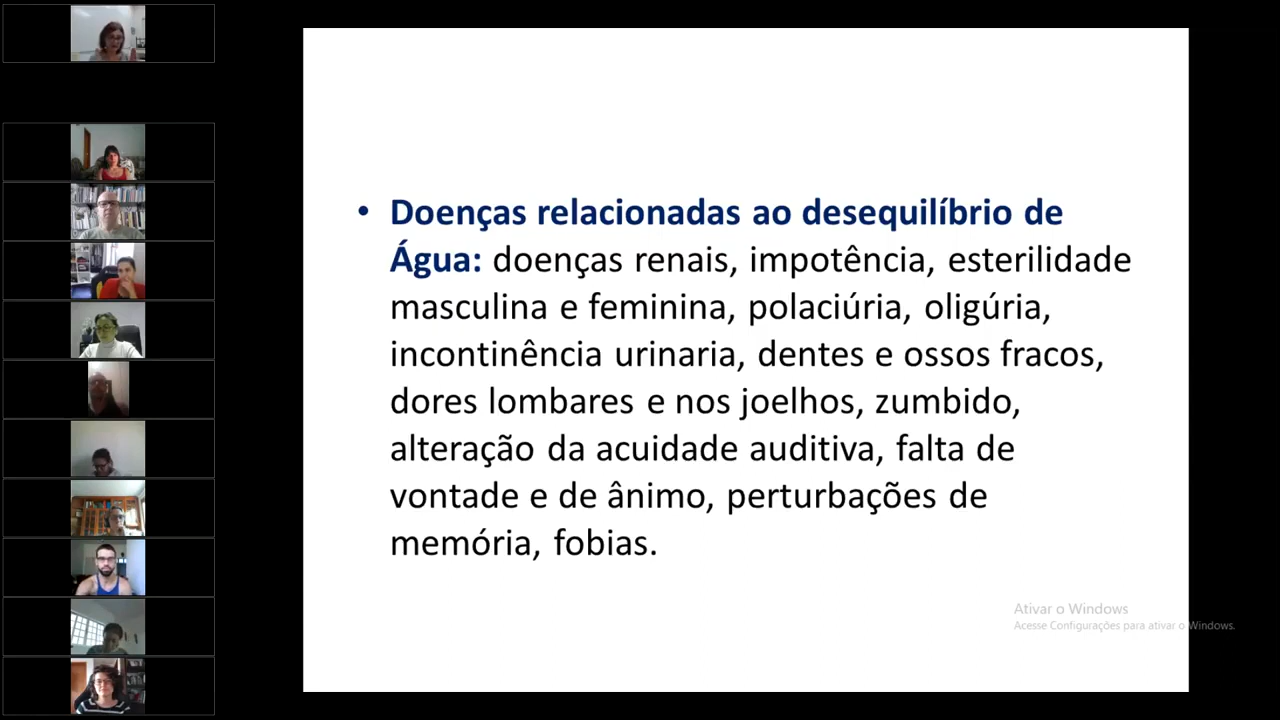 • Doenças relacionadas ao desequilíbrio de
Água: doenças renais, impotência, esterilidade
masculina e feminina, polaciúria, oligúria,
incontinência urinaria, dentes e ossos fracos,
dores lombares e nos joelhos, zumbido,
alteração da acuidade auditiva, falta de
vontade e de ânimo, perturbações de
memória, fobias.
Ativar o Windows
Acesse Configurações para ativar o Windows.